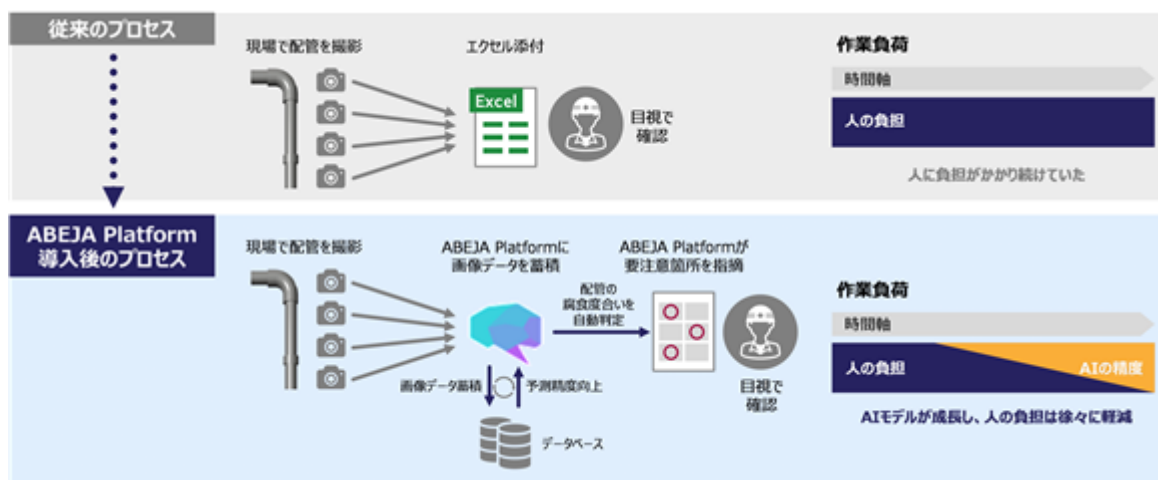 従来のプロセス
現場で配管を撮影
エクセル添付
Excel
目視で
確認
作業負荷
時間軸
人の負担
人に負担がかかり続けていた
ABEJA Platform
導入後のプロセス
現場で配管を撮影
ABEJA Platformに
画像データを蓄積
ABEJA Platformが
要注意箇所を指摘
配管の
腐食度合いを
自動判定
画像データ蓄積
予測精度向上
データベース
目視で
確認
作業負荷
時間軸
人の負担
AIの精度
AIモデルが成長し、人の負担は徐々に軽減